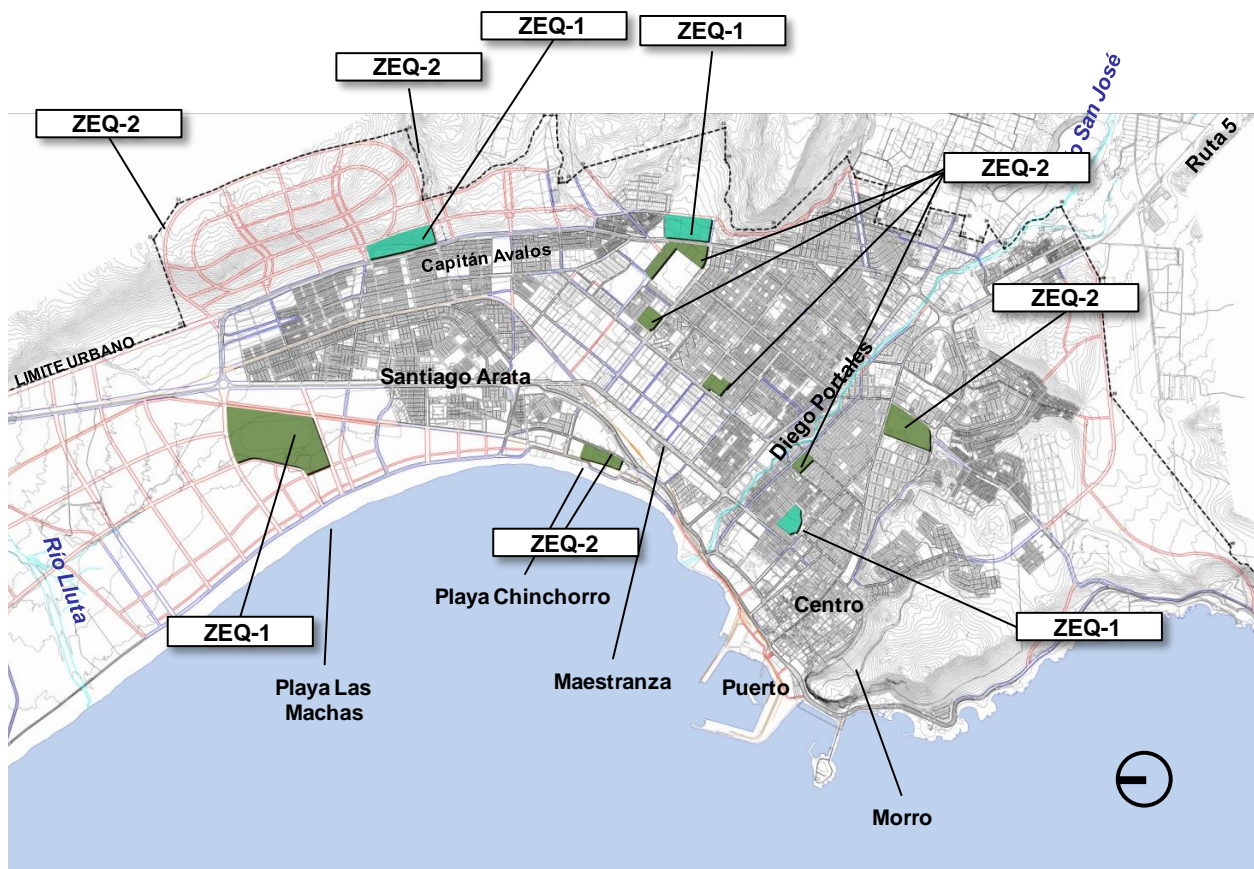 ZEQ-1
ZEQ-1
ZEQ-2
ZEQ-2
San José
Ruta 5
ZEQ-2
Capitán Avalos
ZEQ-2
LIMITE URBANO
Santiago Arata
Diego Portales
ZEQ-2
Río Lluta
Playa Chinchorro
Centro
ZEQ-1
ZEQ-1
Playa Las
Machas
Maestranza
Puerto
Morro